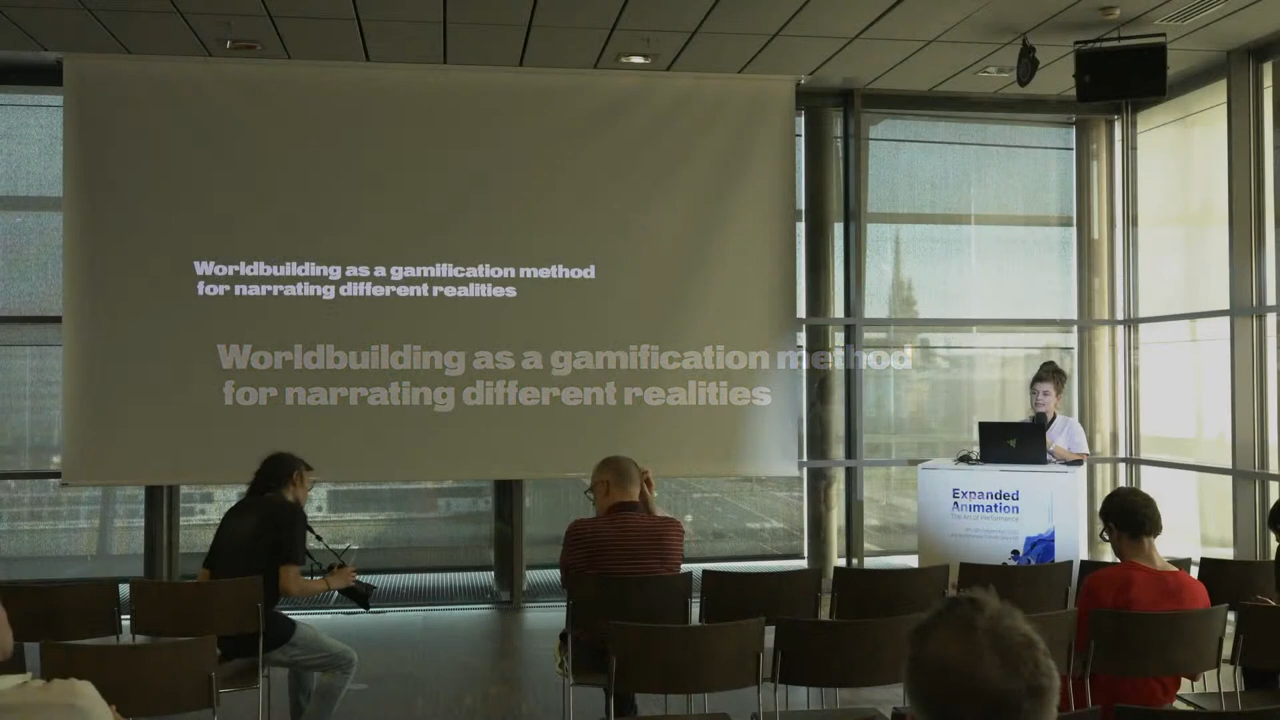 Worldbuilding as a gamification method
for narrating different realities
Worldbuilding as a gamification method
for narrating different realities
Expanded
Animation
The Art of Performance